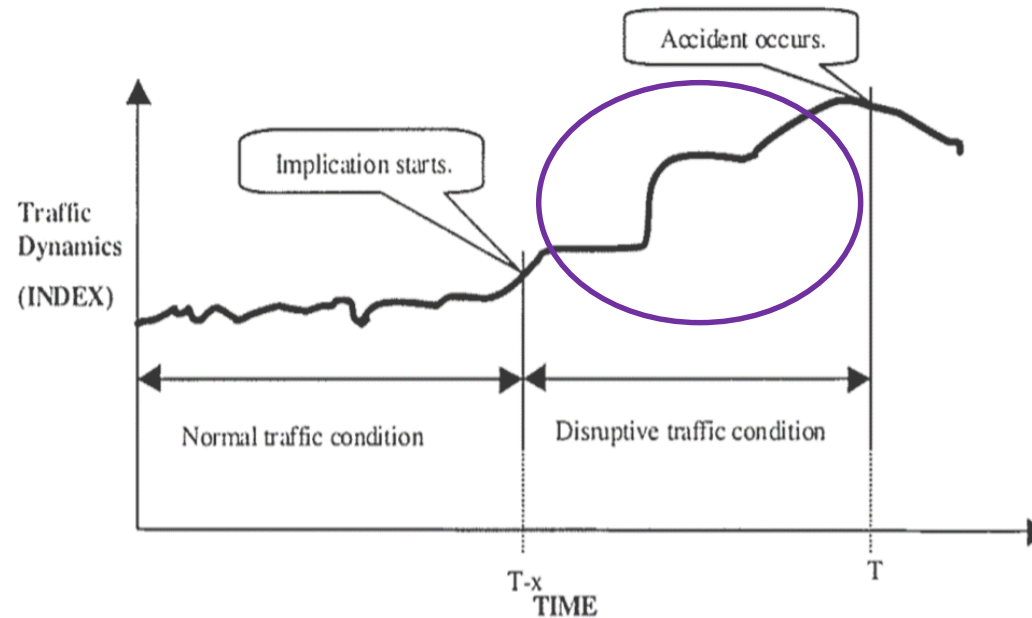 Accident occurs.
Implication starts.
Traffic
Dynamics
(INDEX)
Normal traffic condition
Disruptive traffic condition
T-x
T
TIME